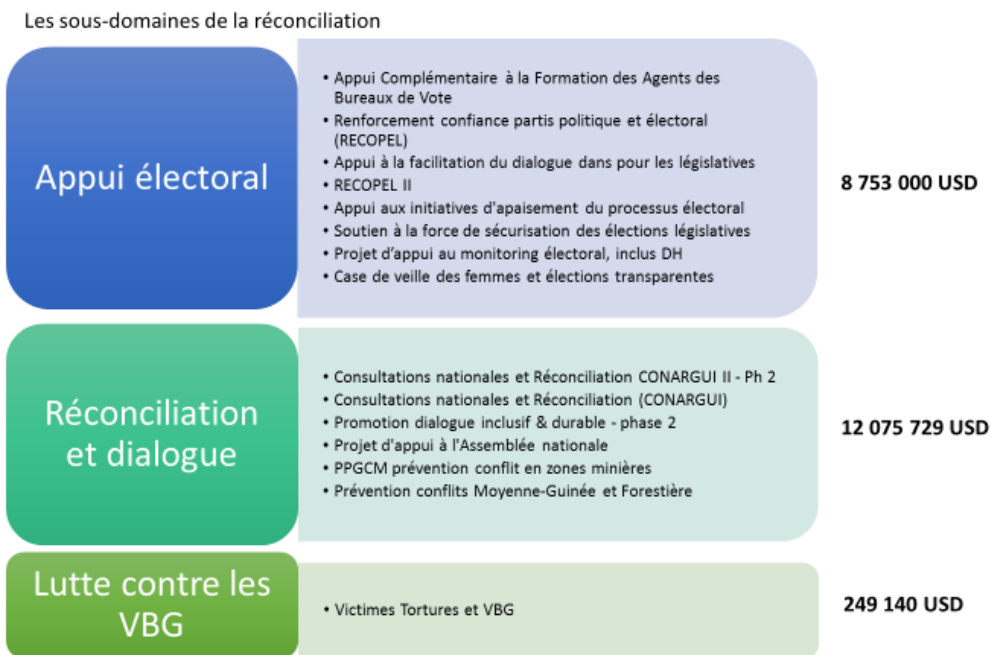 Les sous-domaines de la réconciliation
Appui électoral
• Appui Complémentaire à la Formation des Agents des
Bureaux de Vote
• Renforcement confiance partis politique et électoral
(RECOPEL)
• Appui à la facilitation du dialogue dans pour les législatives
• RECOPEL II
• Appui aux initiatives d'apaisement du processus électoral
• Soutien à la force de sécurisation des élections législatives
• Projet d'appui au monitoring électoral, inclus DH
• Case de veille des femmes et élections transparentes
8 753 000 USD
Réconciliation
et dialogue
• Consultations nationales et Réconciliation CONARGUI II - Ph 2
• Consultations nationales et Réconciliation (CONARGUI)
• Promotion dialogue inclusif & durable - phase 2
• Projet d'appui à l'Assemblée nationale
• PPGCM prévention conflit en zones minières
• Prévention conflits Moyenne-Guinée et Forestière
12 075 729 USD
Lutte contre les
VBG
• Victimes Tortures et VBG
249 140 USD